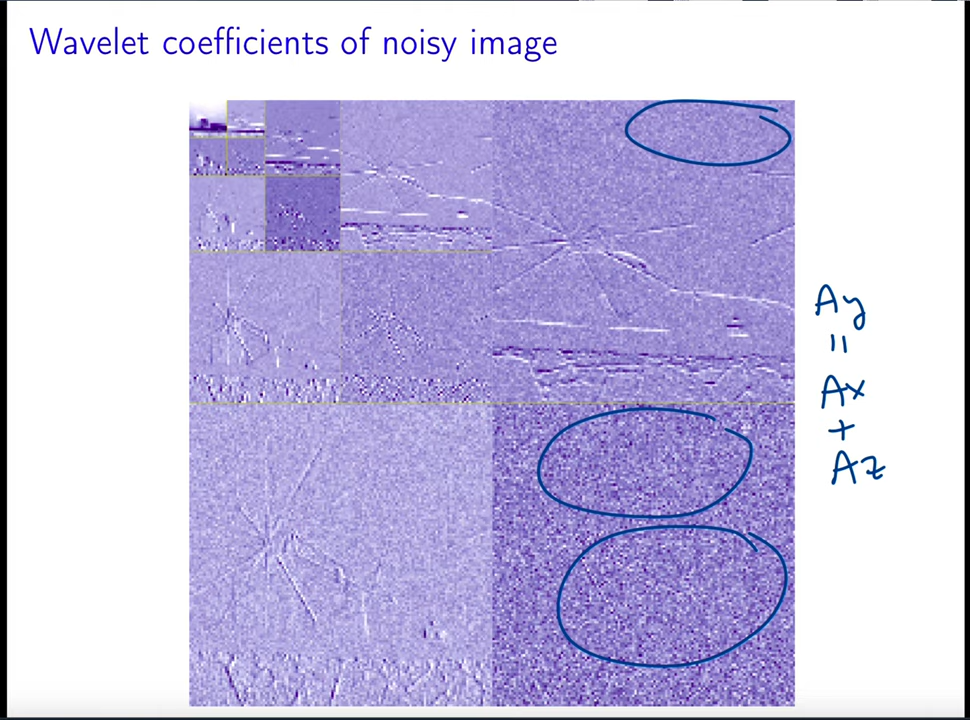 Wavelet coefficients of noisy image
Ay
=
Ax
+
Az